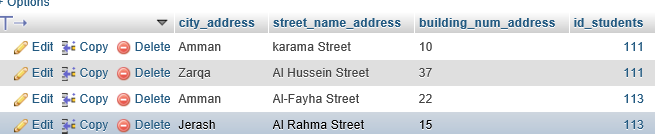 + Options
city_address street_name_address building_num_address id_students
Edit Copy Delete Amman karama Street 10 111
Edit Copy Delete Zarqa Al Hussein Street 37 111
Edit Copy Delete Amman Al-Fayha Street 22 113
Edit Copy Delete Jerash Al Rahma Street 15 113